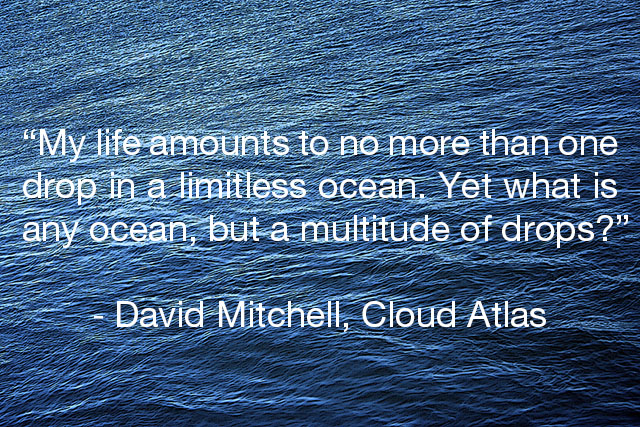 “My life amounts to no more than one
drop in a limitless ocean. Yet what is
any ocean, but a multitude of drops?”
- David Mitchell, Cloud Atlas